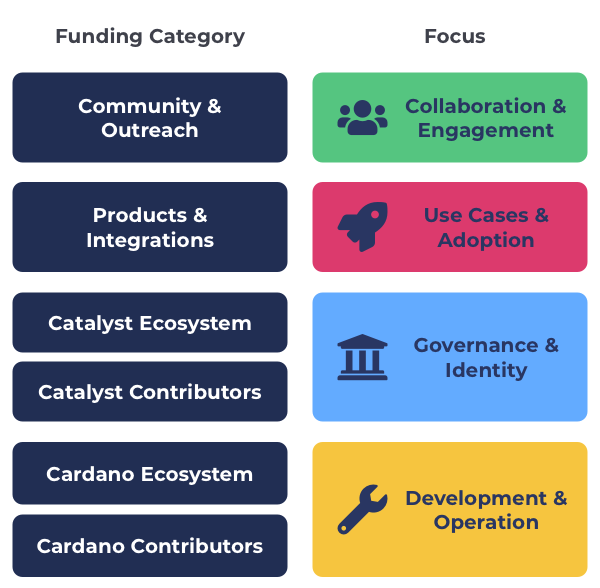 Funding Category
Focus
Community &
Outreach
Collaboration &
Engagement
Products &
Integrations
Use Cases &
Adoption
Catalyst Ecosystem
Catalyst Contributors
Governance &
Identity
Cardano Ecosystem
Cardano Contributors
Development &
Operation